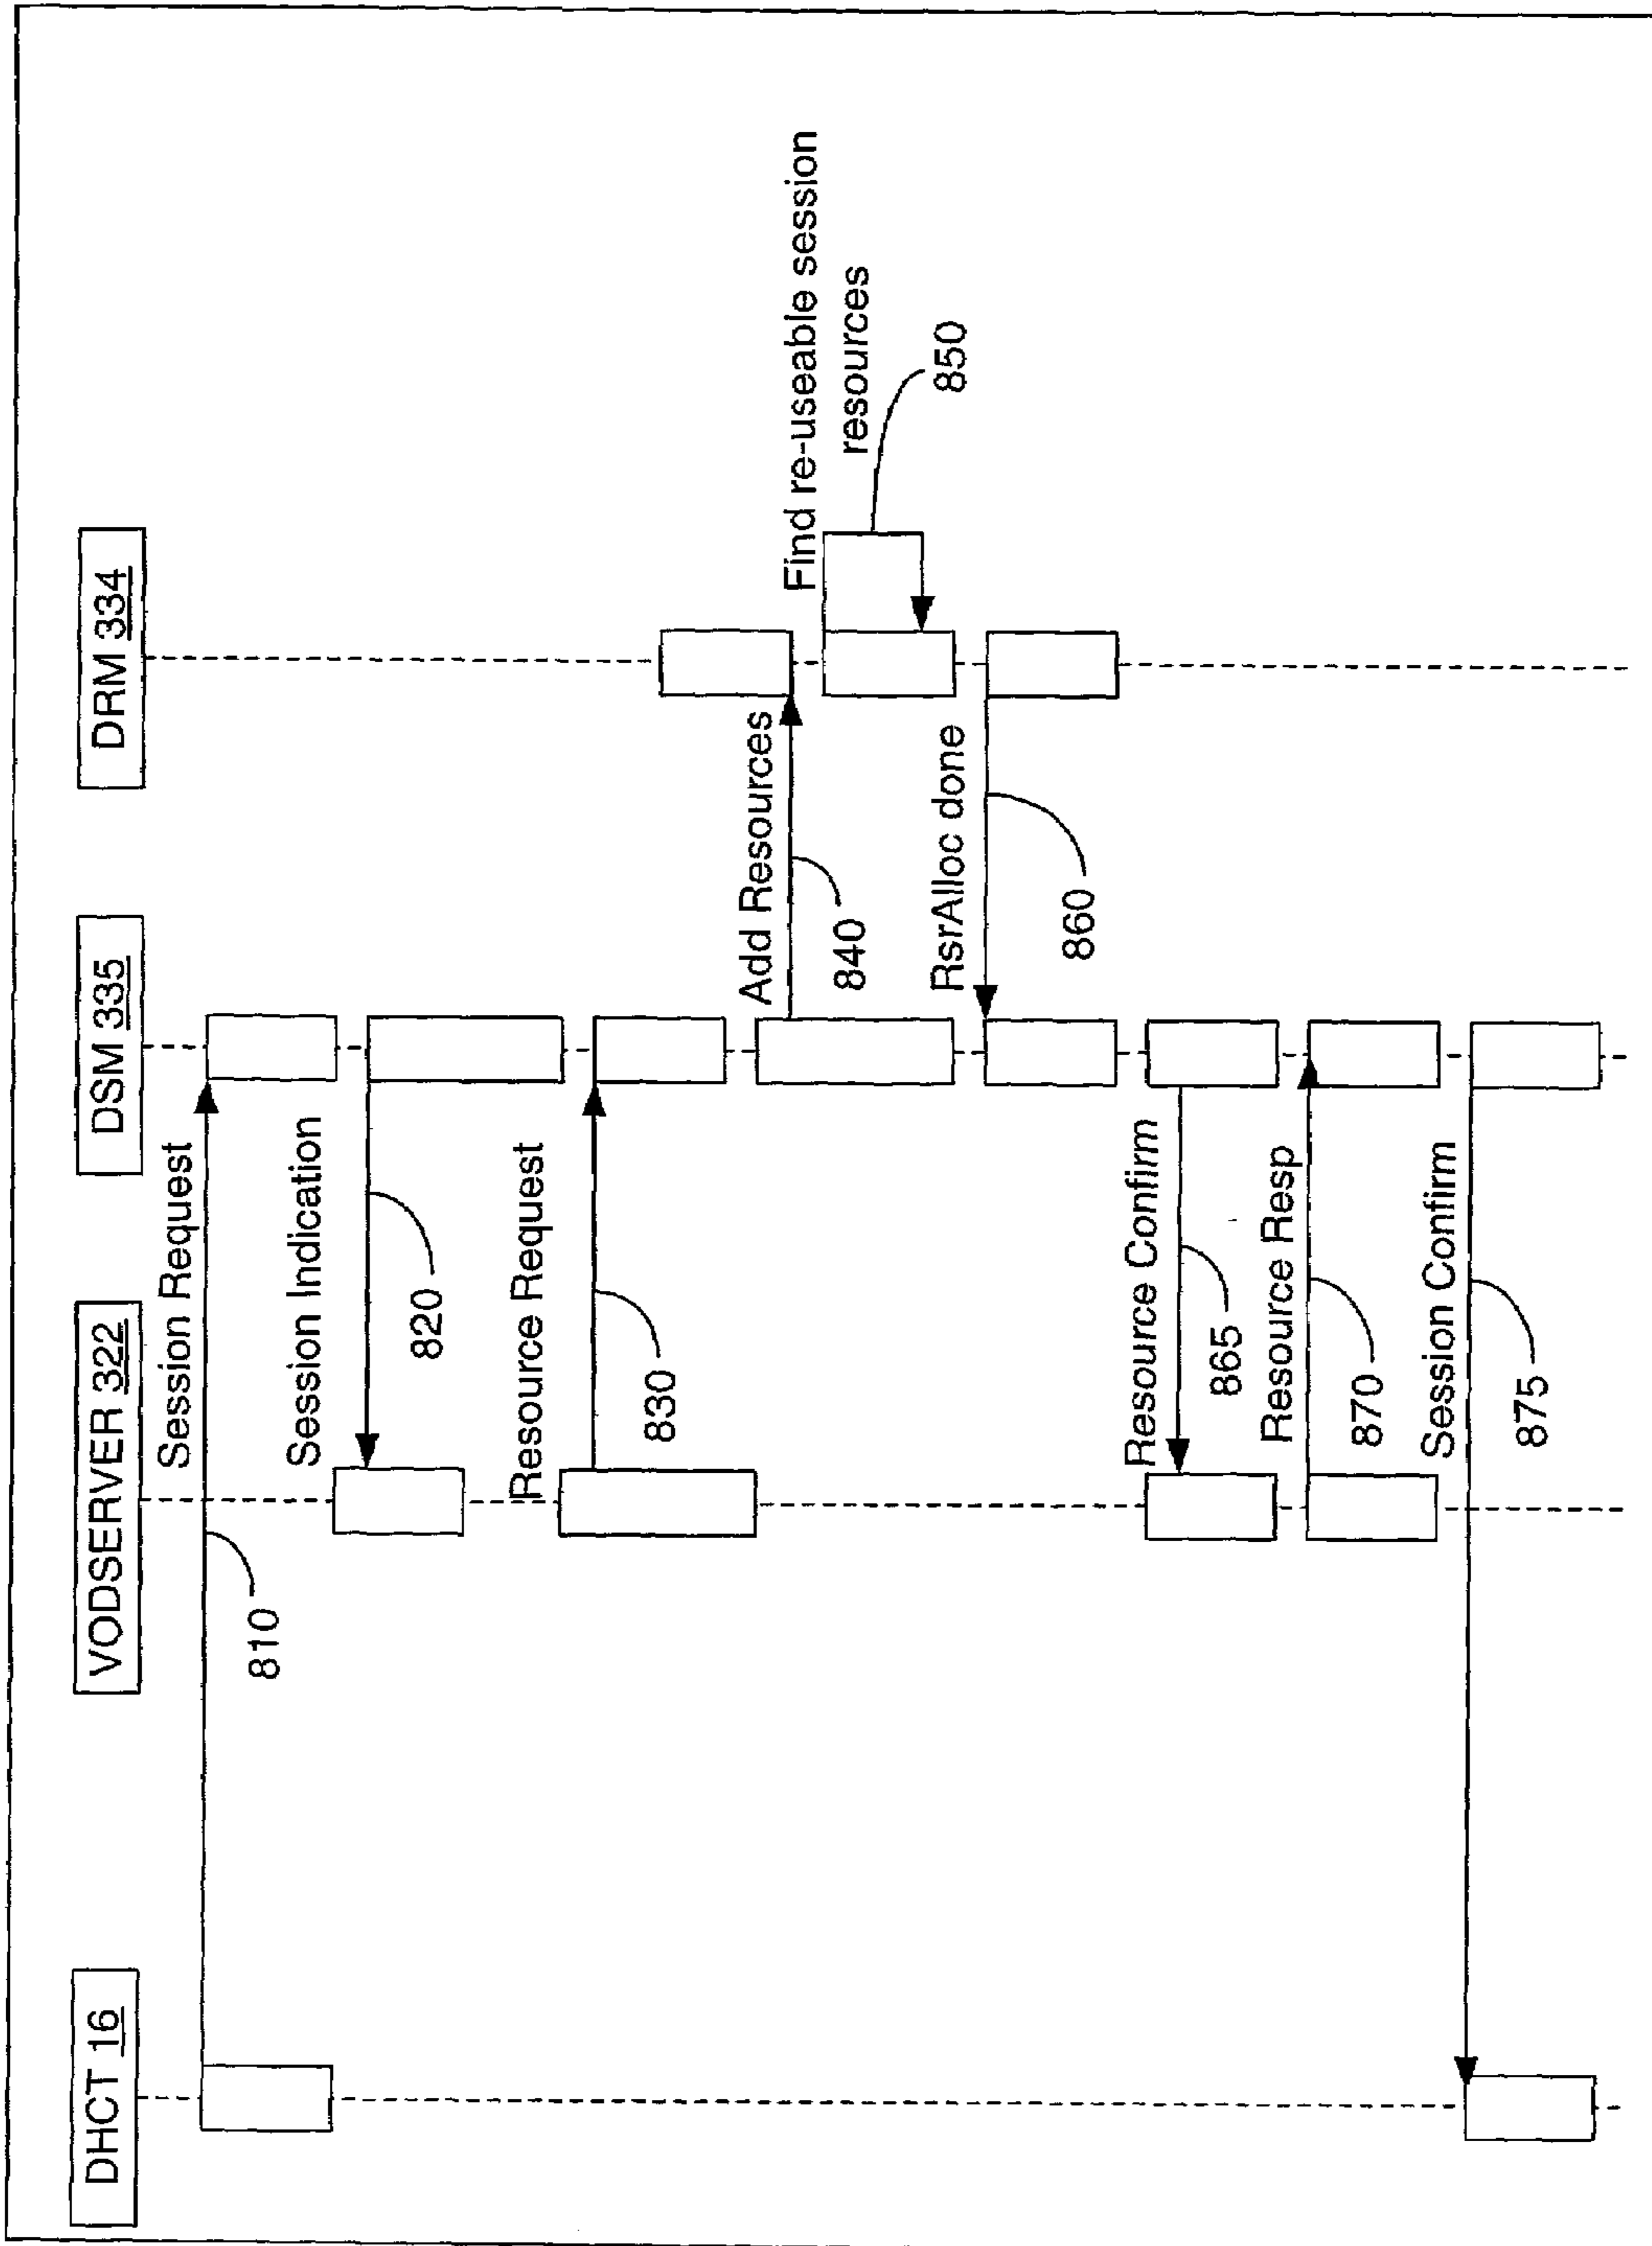 DHCT 16
VODSERVER 322
DSM 335
DRM 334
Session Request
810
Session Indication
820
Resource Request
830
Add Resources
840
Find re-useable session
resources
850
RsrAlloc done
860
Resource Confirm
865
Resource Resp
870
Session Confirm
875